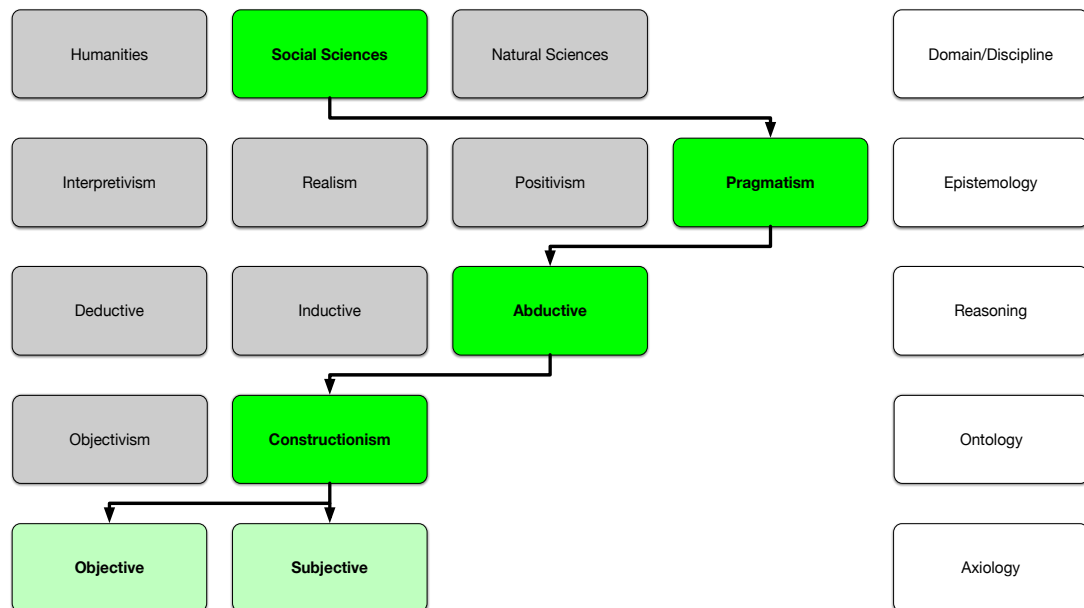 Humanities
Social Sciences
Natural Sciences
Domain/Discipline
Interpretivism
Realism
Positivism
Pragmatism
Epistemology
Deductive
Inductive
Abductive
Reasoning
Objectivism
Constructionism
Ontology
Objective
Subjective
Axiology